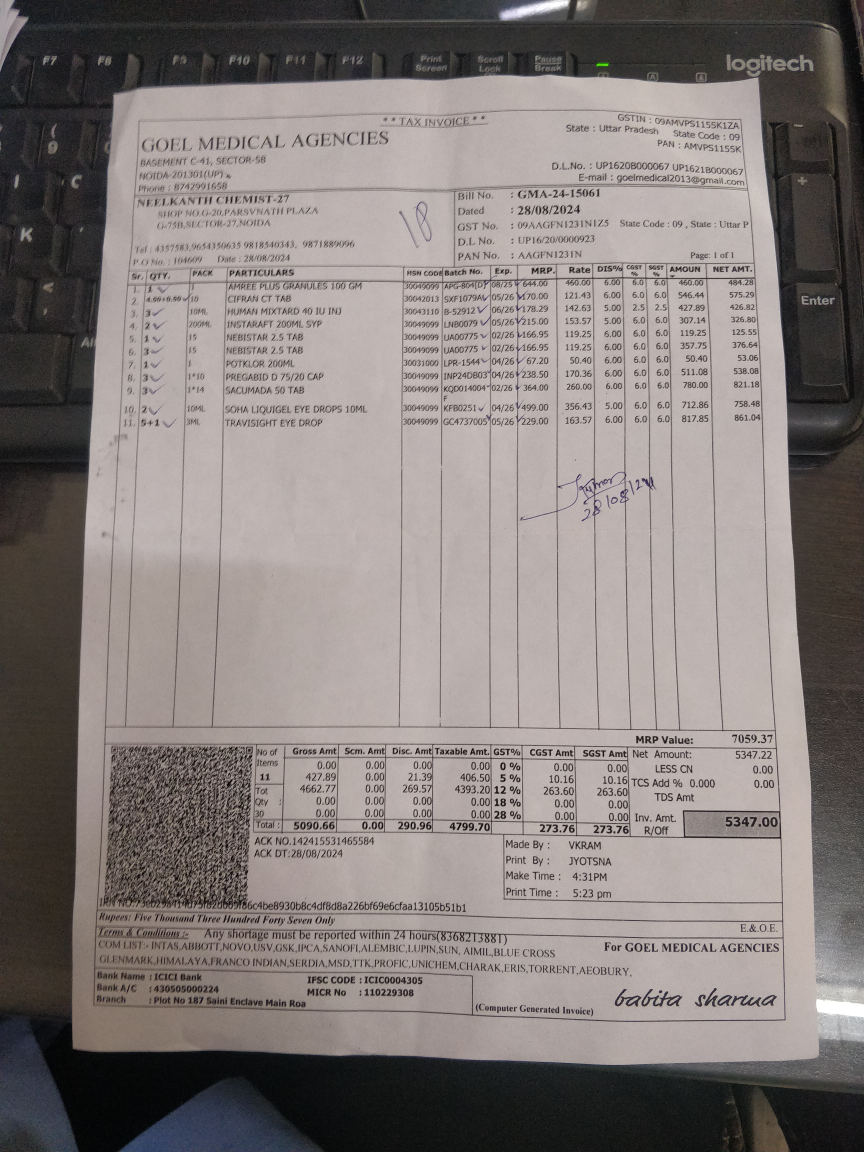 F7 F8 F9 F10 F11 F12 Print Screen Scroll Lock Pause Break
logitech
A A
K
Enter
**TAX INVOICE**
GSTIN : 09AMVPS1155K1ZA
State : Uttar Pradesh State Code : 09
PAN : AMVPS1155K
GOEL MEDICAL AGENCIES
BASEMENT C-41, SECTOR-58
NOIDA-201301(UP)
Phone : 8742991658
D.L.No. : UP1620B000067 UP1621B000067
E-mail : goelmedical2013@gmail.com
NEELKANTH CHEMIST-27
SHOP NO.G-20,PARSVNATH PLAZA
G-75B,SECTOR-27,NOIDA
Tel : 4357583,9654350635 9818540343, 9871889096
P.O No. : 104609 Date : 28/08/2024
18
Bill No. : GMA-24-15061
Dated : 28/08/2024
GST No. : 09AAGFN1231N1Z5 State Code : 09 , State : Uttar P
D.L No. : UP16/20/0000923
PAN No. : AAGFN1231N Page: 1 of 1
Sr. QTY. PACK PARTICULARS HSN CODE Batch No. Exp. MRP. Rate DIS% CGST % SGST % AMOUN NET AMT.
1. 1 1 AMREE PLUS GRANULES 100 GM 30049099 08/25 644.00 460.00 6.00 6.0 6.0 460.00 484.28
2. 10 CIFRAN CT TAB 30042013 SXF1079A 05/26 170.00 121.43 6.00 6.0 6.0 546.44 575.29
3. 3 10ML HUMAN MIXTARD 40 IU INJ 30043110 B-52912 06/26 178.29 142.63 5.00 2.5 2.5 427.89 426.82
4. 2 200ML INSTARAFT 200ML SYP 30049099 LNB0079 05/26 215.00 153.57 6.00 6.0 6.0 307.14 326.80
5. 1 15 NEBISTAR 2.5 TAB 30049099 UA00775 02/26 166.95 119.25 6.00 6.0 6.0 119.25 125.55
6. 3 15 NEBISTAR 2.5 TAB 30049099 UA00775 02/26 166.95 119.25 6.00 6.0 6.0 357.75 376.64
7. 1 1 POTKLOR 200ML 30031000 LPR-1544 04/26 67.20 50.40 6.00 6.0 6.0 50.40 53.06
8. 3 1*10 PREGABID D 75/20 CAP 30049099 INP24DB03 04/26 238.50 170.36 6.00 6.0 6.0 511.08 538.08
9. 3 1*14 SACUMADA 50 TAB 30049099 KQD014004 02/26 364.00 260.00 6.00 6.0 6.0 780.00 821.18
F
10. 2 10ML SOHA LIQUIGEL EYE DROPS 10ML 30049099 KFB0251 04/26 499.00 356.43 5.00 6.0 6.0 712.86 758.48
11. 5+1 3ML TRAVISIGHT EYE DROP 30049099 GC4737005 05/26 229.00 163.57 6.00 6.0 6.0 817.85 861.04
28/08/24
MRP Value: 7059.37
No of Items Gross Amt Scm. Amt Disc. Amt Taxable Amt. GST% CGST Amt SGST Amt Net Amount: 5347.22
0.00 0.00 0.00 0.00 0 % 0.00 0.00 LESS CN 0.00
11 427.89 0.00 21.39 406.50 5 % 10.16 10.16 TCS Add % 0.000 0.00
Tot 4662.77 0.00 269.57 4393.20 12 % 263.60 263.60 TDS Amt
Qty : 0.00 0.00 0.00 0.00 18 % 0.00 0.00
30 0.00 0.00 0.00 0.00 28 % 0.00 0.00 Inv. Amt. 5347.00
Total : 5090.66 0.00 290.96 4799.70 273.76 273.76 R/Off
ACK NO.142415531465584
ACK DT:28/08/2024
Made By : VKRAM
Print By : JYOTSNA
Make Time : 4:31PM
Print Time : 5:23 pm
Rupees: Five Thousand Three Hundred Forty Seven Only
E.&.O.E.
Terms & Conditions :- Any shortage must be reported within 24 hours(8368213881)
COM LIST:- INTAS,ABBOTT,NOVO,USV,GSK,IPCA,SANOFI,ALEMBIC,LUPIN,SUN, AIMIL,BLUE CROSS
GLENMARK,HIMALAYA,FRANCO INDIAN,SERDIA,MSD,TTK,PROFIC,UNICHEM,CHARAK,ERIS,TORRENT,AEOBURY,
For GOEL MEDICAL AGENCIES
Bank Name : ICICI Bank IFSC CODE : ICIC0004305
Bank A/C : 430505000224 MICR No : 110229308
Branch : Plot No 187 Saini Enclave Main Roa
(Computer Generated Invoice)
babita sharma